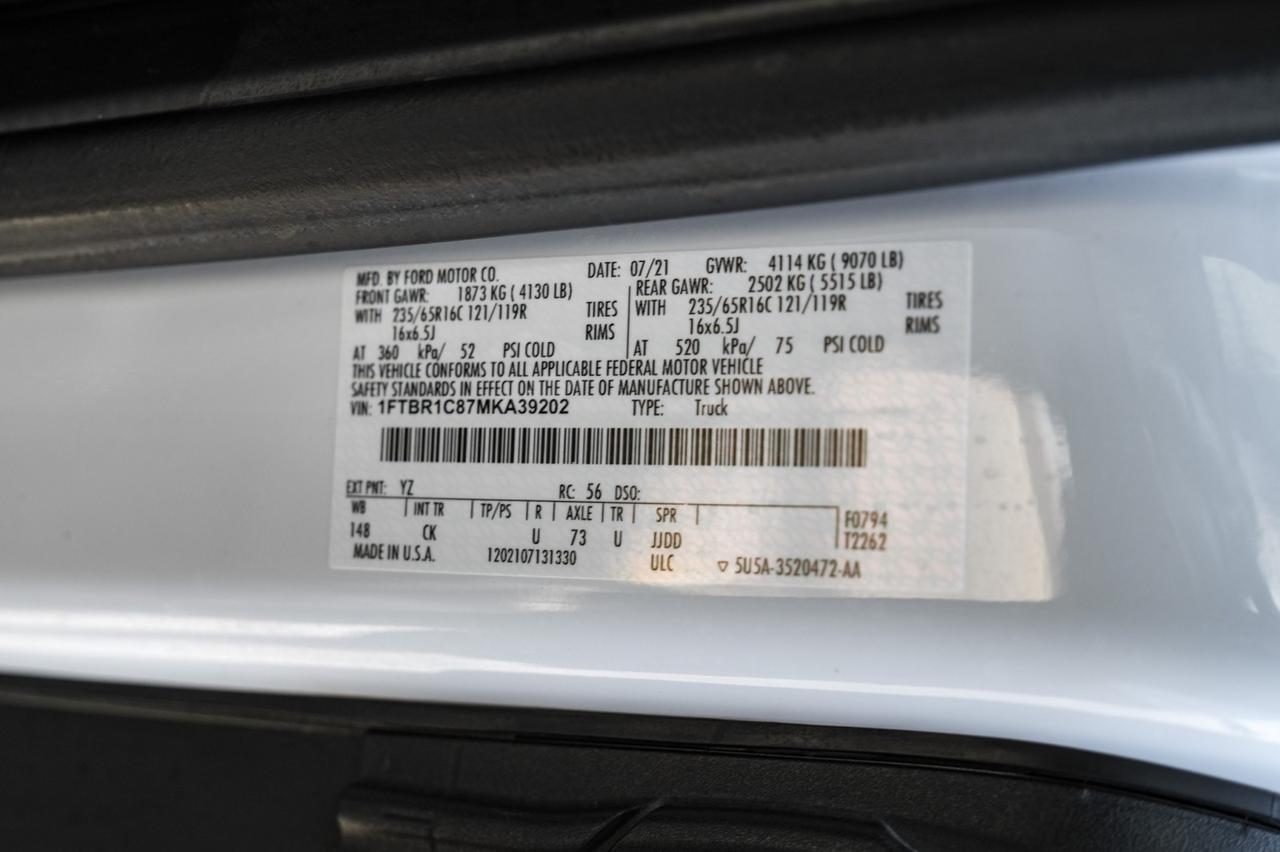 MFD. BY FORD MOTOR CO. DATE: 07/21 GVWR: 4114 KG ( 9070 LB)
FRONT GAWR: 1873 KG ( 4130 LB) REAR GAWR: 2502 KG ( 5515 LB)
WITH 235/65R16C 121/119R TIRES WITH 235/65R16C 121/119R TIRES
16x6.5J RIMS 16x6.5J RIMS
AT 360 kPa/ 52 PSI COLD AT 520 kPa/ 75 PSI COLD
THIS VEHICLE CONFORMS TO ALL APPLICABLE FEDERAL MOTOR VEHICLE
SAFETY STANDARDS IN EFFECT ON THE DATE OF MANUFACTURE SHOWN ABOVE.
VIN: 1FTBR1C87MKA39202 TYPE: Truck
EXT PNT: YZ RC: 56 DSO:
WB INT TR TP/PS R AXLE TR SPR F0794
148 CK U 73 U JJDD T2262
MADE IN U.S.A. 1202107131330 ULC ▽ 5U5A-3520472-AA